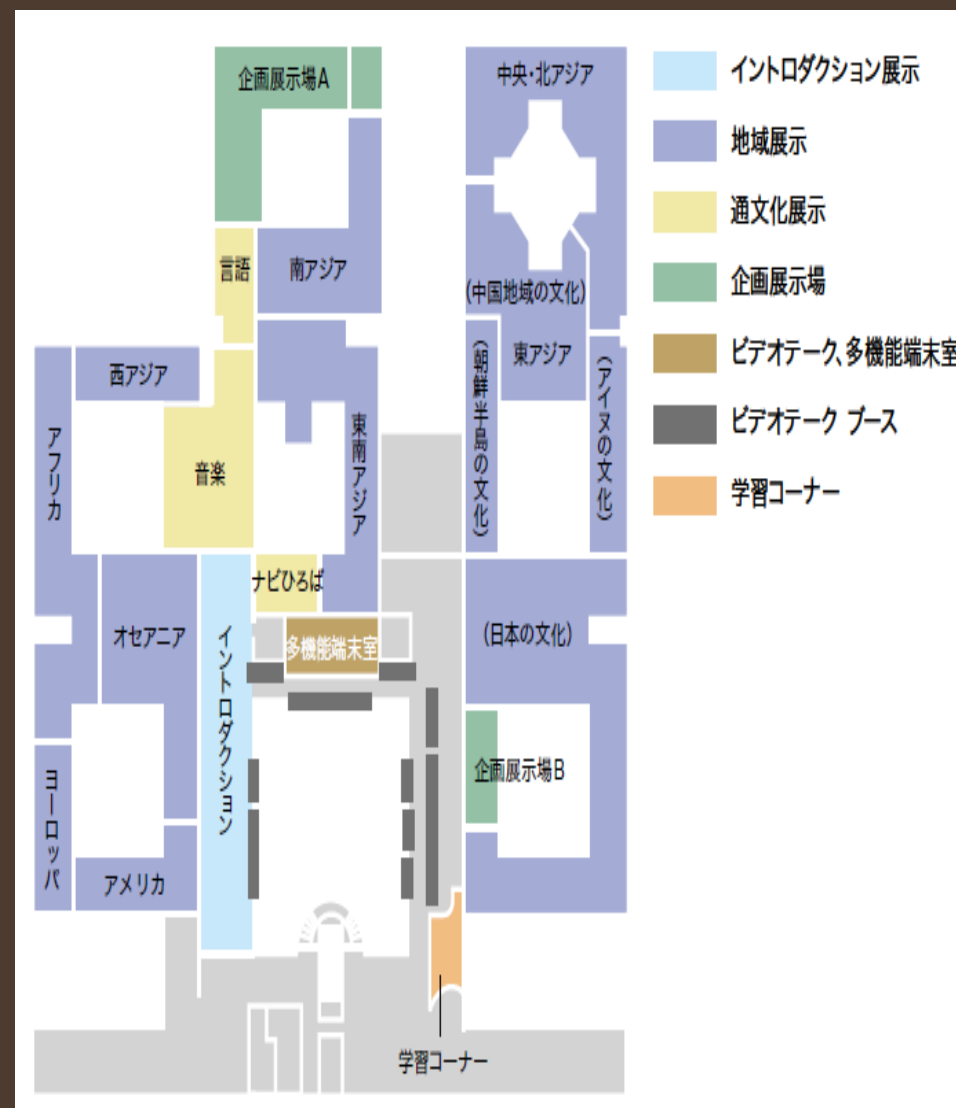 企画展示場A
中央・北アジア
言語
南アジア
(中国地域の文化)
東アジア
(朝鮮半島の文化)
(アイヌの文化)
西アジア
アフリカ
音楽
東南アジア
ナビひろば
オセアニア
イントロダクション
多機能端末室
(日本の文化)
企画展示場B
ヨーロッパ
アメリカ
学習コーナー
イントロダクション展示
地域展示
通文化展示
企画展示場
ビデオテーク、多機能端末室
ビデオテーク ブース
学習コーナー